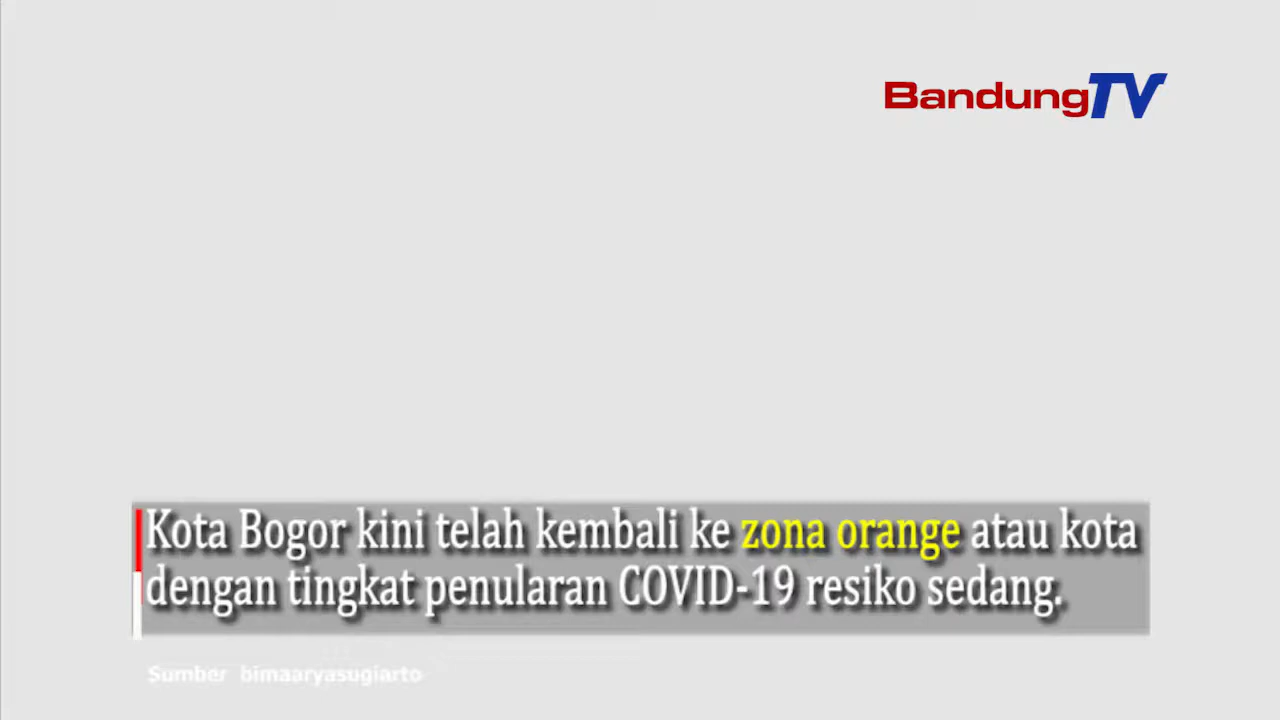 BandungTV
Kota Bogor kini telah kembali ke zona orange atau kota
dengan tingkat penularan COVID-19 resiko sedang.
Sumber bimaaryasugiarto